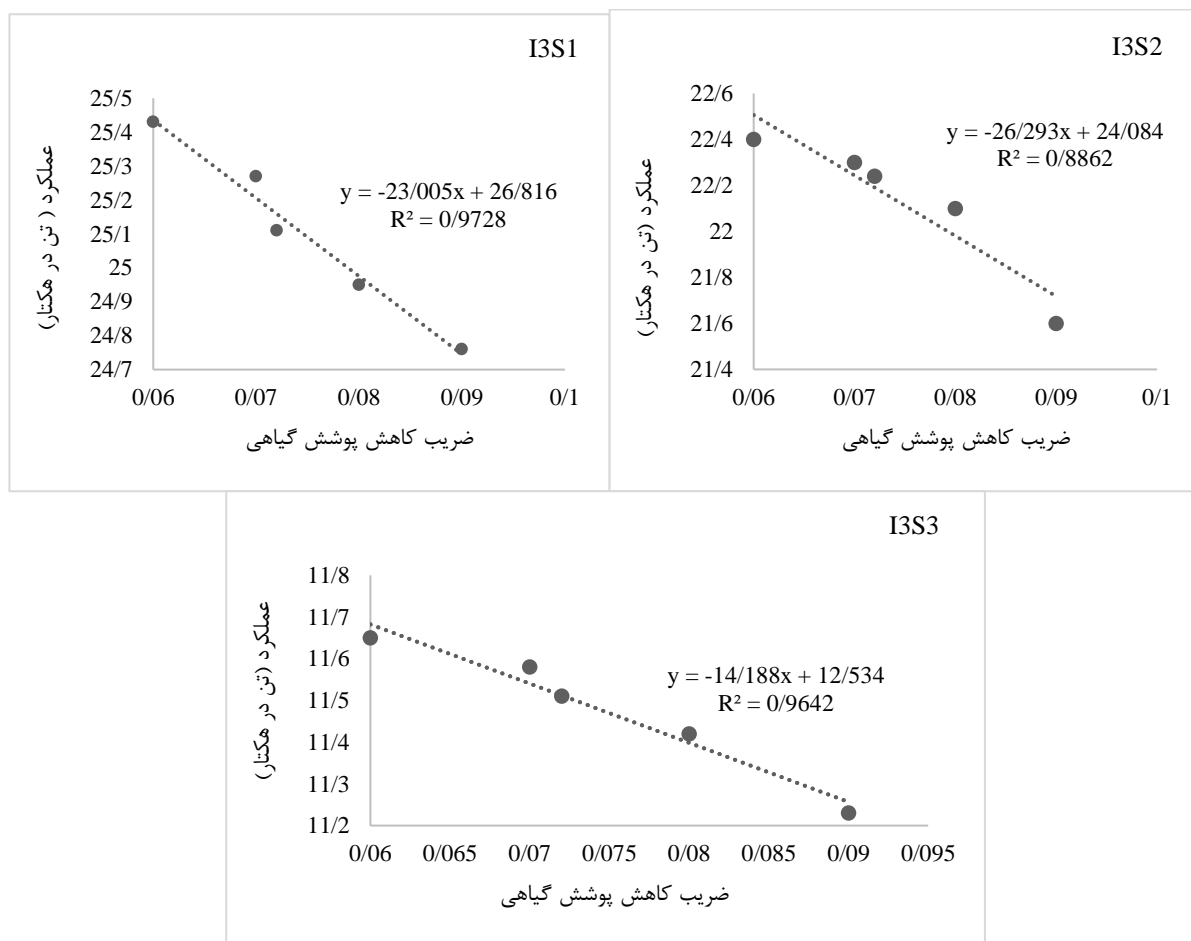 I3S1
عملکرد (تن در هکتار)
25/5
25/4
25/3
25/2
25/1
25
24/9
24/8
24/7
y = -23/005x + 26/816
R² = 0/9728
0/06 0/07 0/08 0/09 0/1
ضریب کاهش پوشش گیاهی
I3S2
عملکرد (تن در هکتار)
22/6
22/4
22/2
22
21/8
21/6
21/4
y = -26/293x + 24/084
R² = 0/8862
0/06 0/07 0/08 0/09 0/1
ضریب کاهش پوشش گیاهی
I3S3
عملکرد (تن در هکتار)
11/8
11/7
11/6
11/5
11/4
11/3
11/2
y = -14/188x + 12/534
R² = 0/9642
0/06 0/065 0/07 0/075 0/08 0/085 0/09 0/095
ضریب کاهش پوشش گیاهی